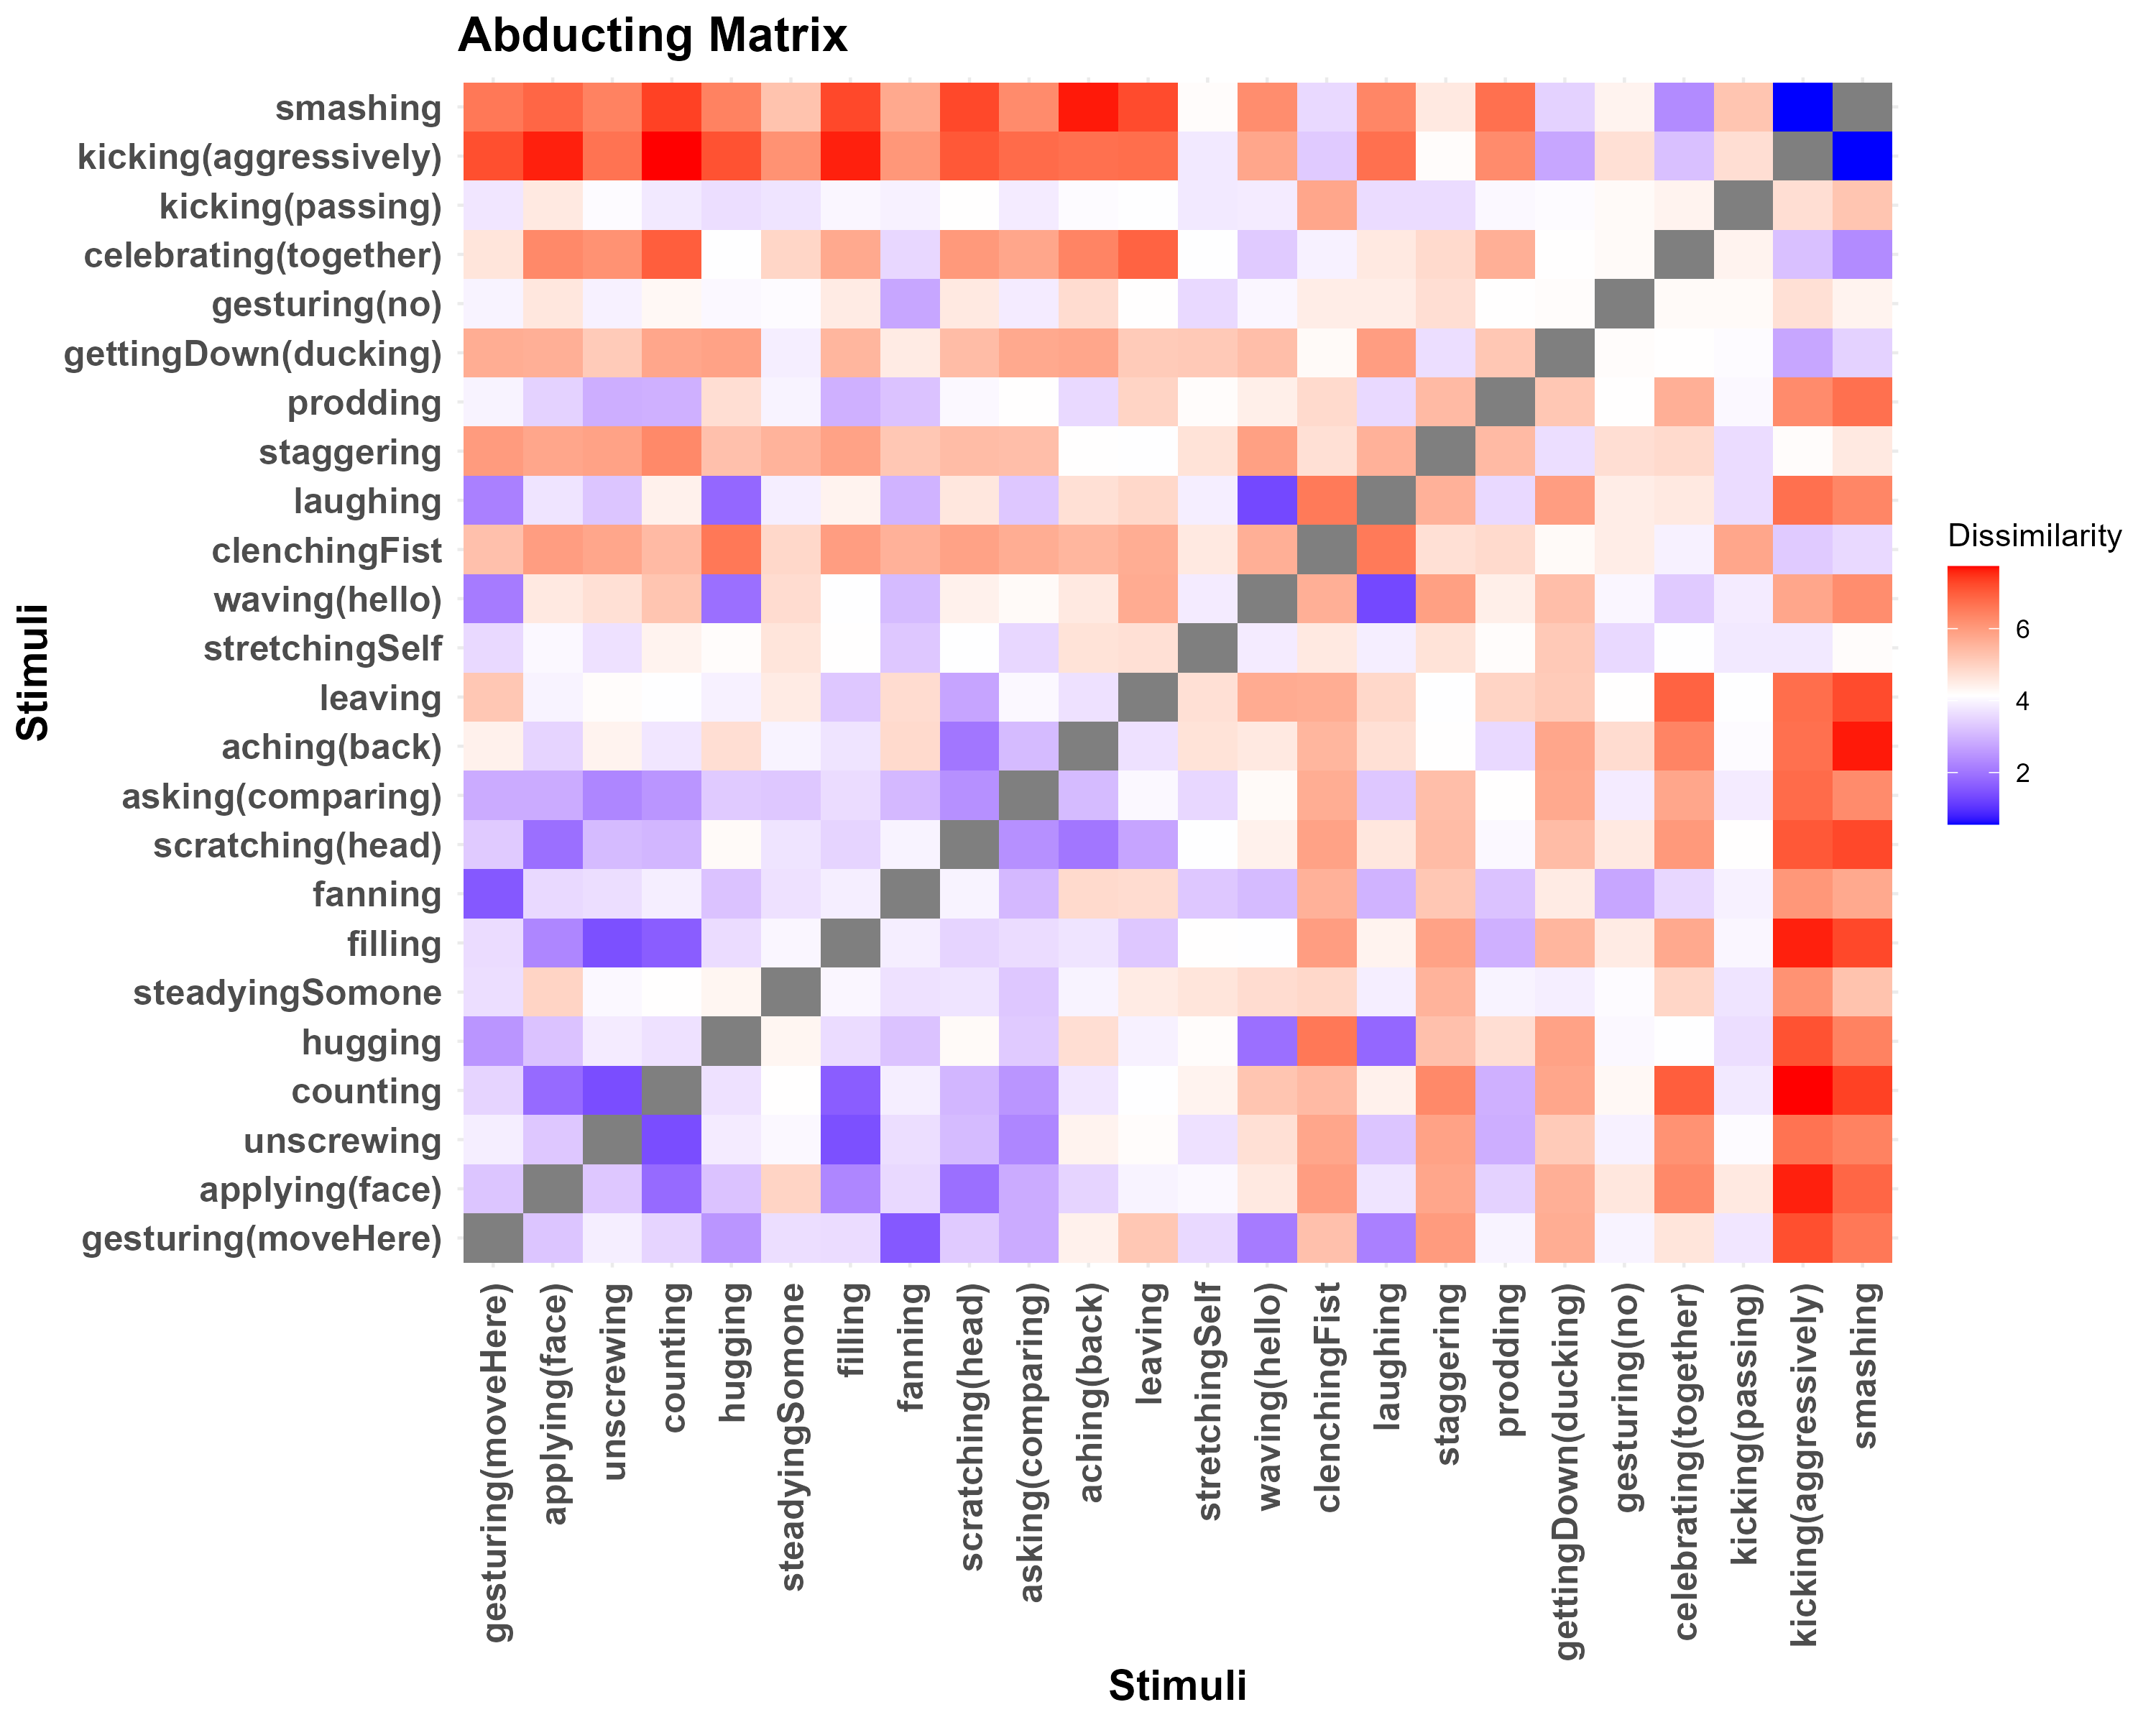 Abducting Matrix
smashing
kicking(aggressively)
kicking(passing)
celebrating(together)
gesturing(no)
gettingDown(ducking)
prodding
staggering
laughing
clenchingFist
waving(hello)
stretchingSelf
leaving
aching(back)
asking(comparing)
scratching(head)
fanning
filling
steadyingSomone
hugging
counting
unscrewing
applying(face)
gesturing(moveHere)
Stimuli
gesturing(moveHere)
applying(face)
unscrewing
counting
hugging
steadyingSomone
filling
fanning
scratching(head)
asking(comparing)
aching(back)
leaving
stretchingSelf
waving(hello)
clenchingFist
laughing
staggering
prodding
gettingDown(ducking)
gesturing(no)
celebrating(together)
kicking(passing)
kicking(aggressively)
smashing
Stimuli
Dissimilarity
6
4
2